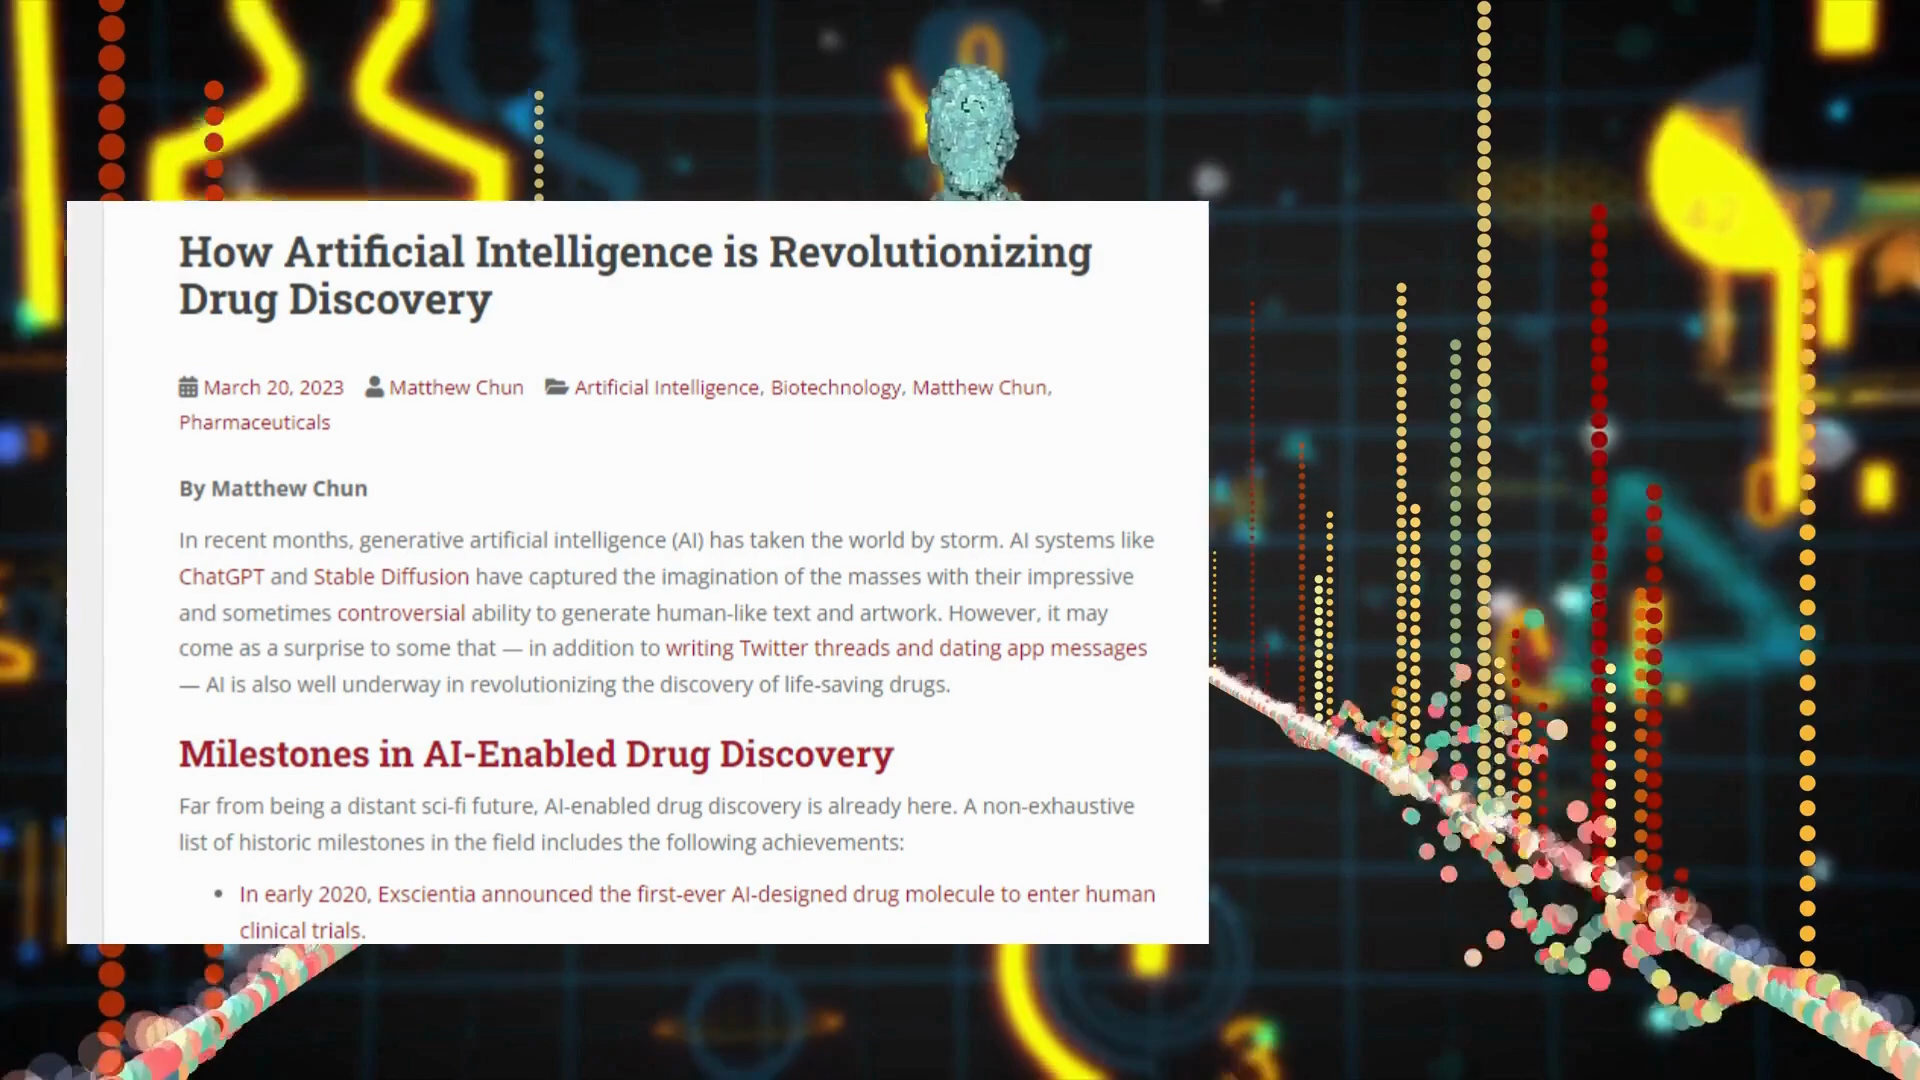 How Artificial Intelligence is Revolutionizing
Drug Discovery
March 20, 2023 Matthew Chun Artificial Intelligence, Biotechnology, Matthew Chun,
Pharmaceuticals
By Matthew Chun
In recent months, generative artificial intelligence (AI) has taken the world by storm. AI systems like
ChatGPT and Stable Diffusion have captured the imagination of the masses with their impressive
and sometimes controversial ability to generate human-like text and artwork. However, it may
come as a surprise to some that — in addition to writing Twitter threads and dating app messages
— AI is also well underway in revolutionizing the discovery of life-saving drugs.
Milestones in AI-Enabled Drug Discovery
Far from being a distant sci-fi future, AI-enabled drug discovery is already here. A non-exhaustive
list of historic milestones in the field includes the following achievements:
• In early 2020, Exscientia announced the first-ever AI-designed drug molecule to enter human
clinical trials.